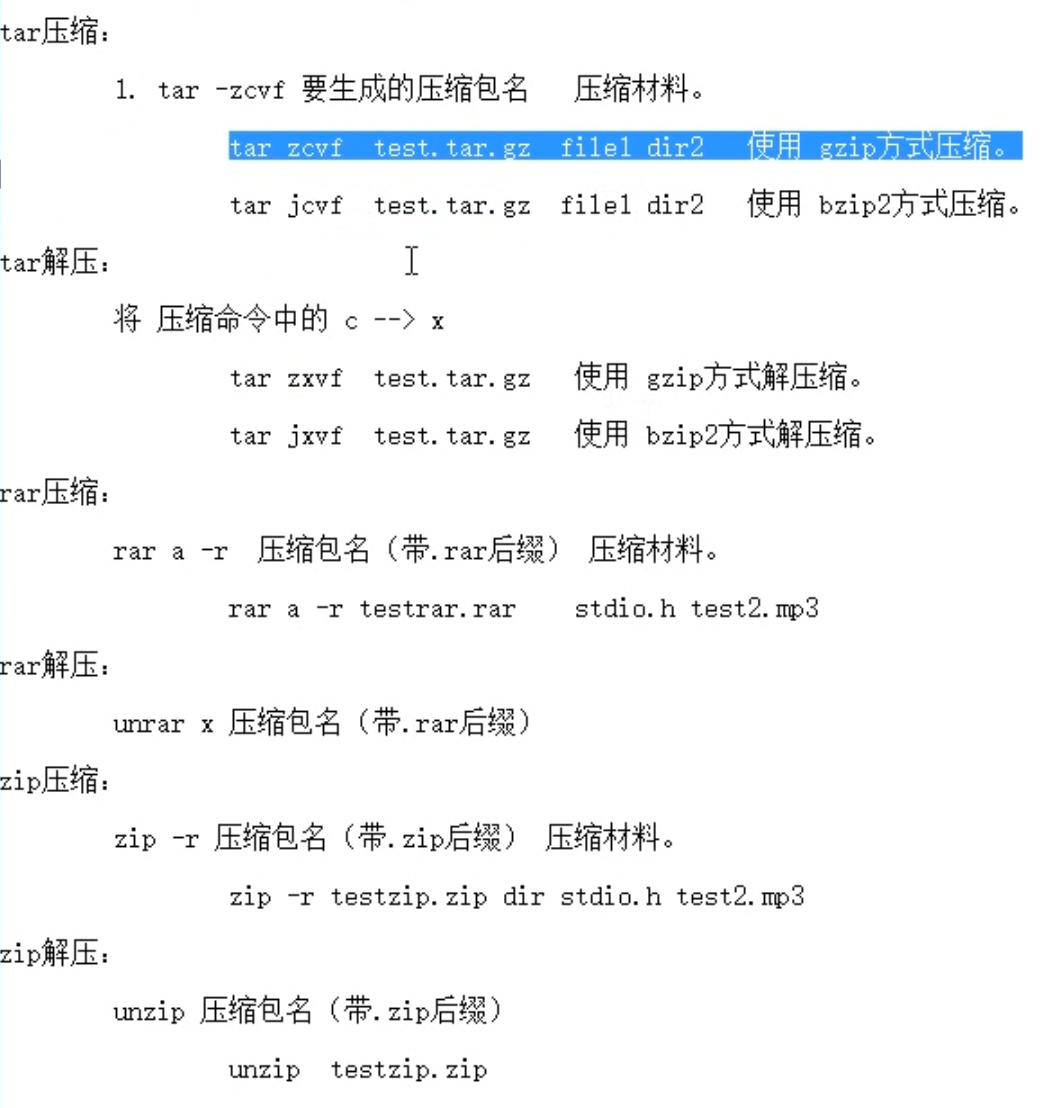 tar压缩：
1. tar -zcvf 要生成的压缩包名 压缩材料。
tar zcvf test.tar.gz file1 dir2 使用 gzip方式压缩。
tar jcvf test.tar.gz file1 dir2 使用 bzip2方式压缩。
tar解压：
将 压缩命令中的 c --> x
tar zxvf test.tar.gz 使用 gzip方式解压缩。
tar jxvf test.tar.gz 使用 bzip2方式解压缩。
rar压缩：
rar a -r 压缩包名（带.rar后缀） 压缩材料。
rar a -r testrar.rar stdio.h test2.mp3
rar解压：
unrar x 压缩包名（带.rar后缀）
zip压缩：
zip -r 压缩包名（带.zip后缀） 压缩材料。
zip -r testzip.zip dir stdio.h test2.mp3
zip解压：
unzip 压缩包名（带.zip后缀）
unzip testzip.zip